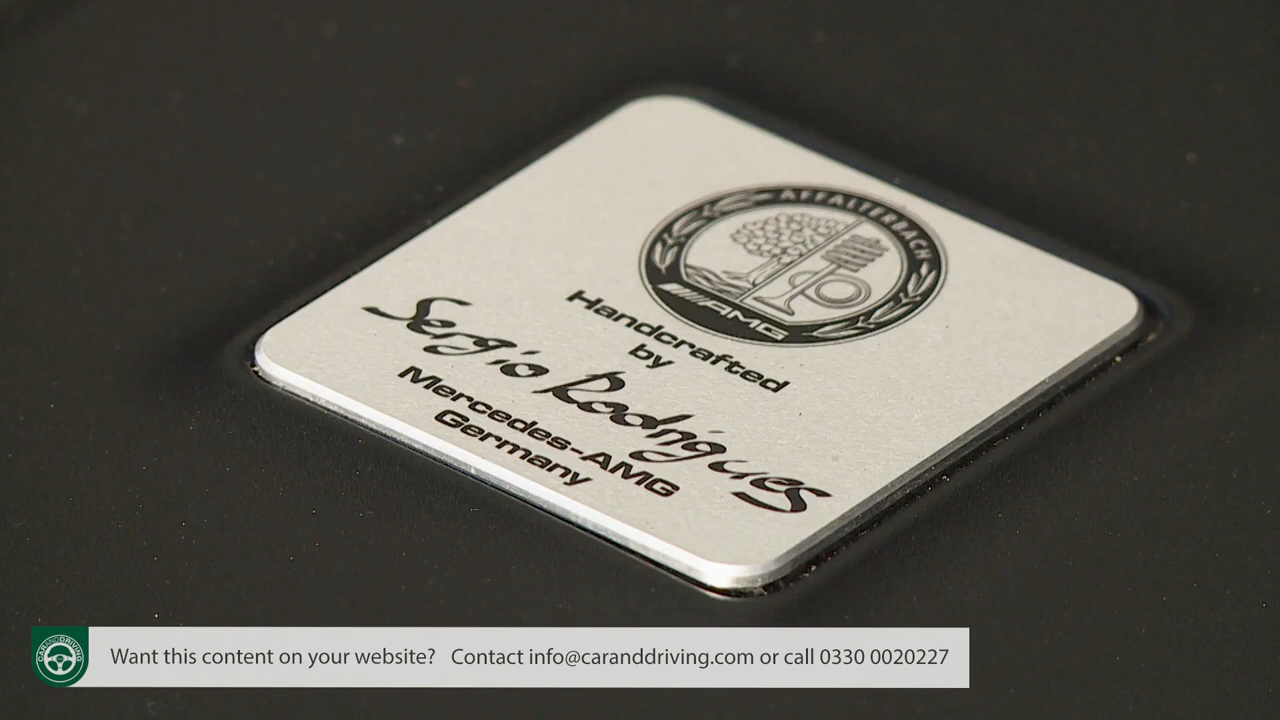 AFFALTERBACH
AMG
Handcrafted
by
Sergio Rodrigues
Mercedes-AMG
Germany
CARANDDRIVING
Want this content on your website? Contact info@caranddriving.com or call 0330 0020227